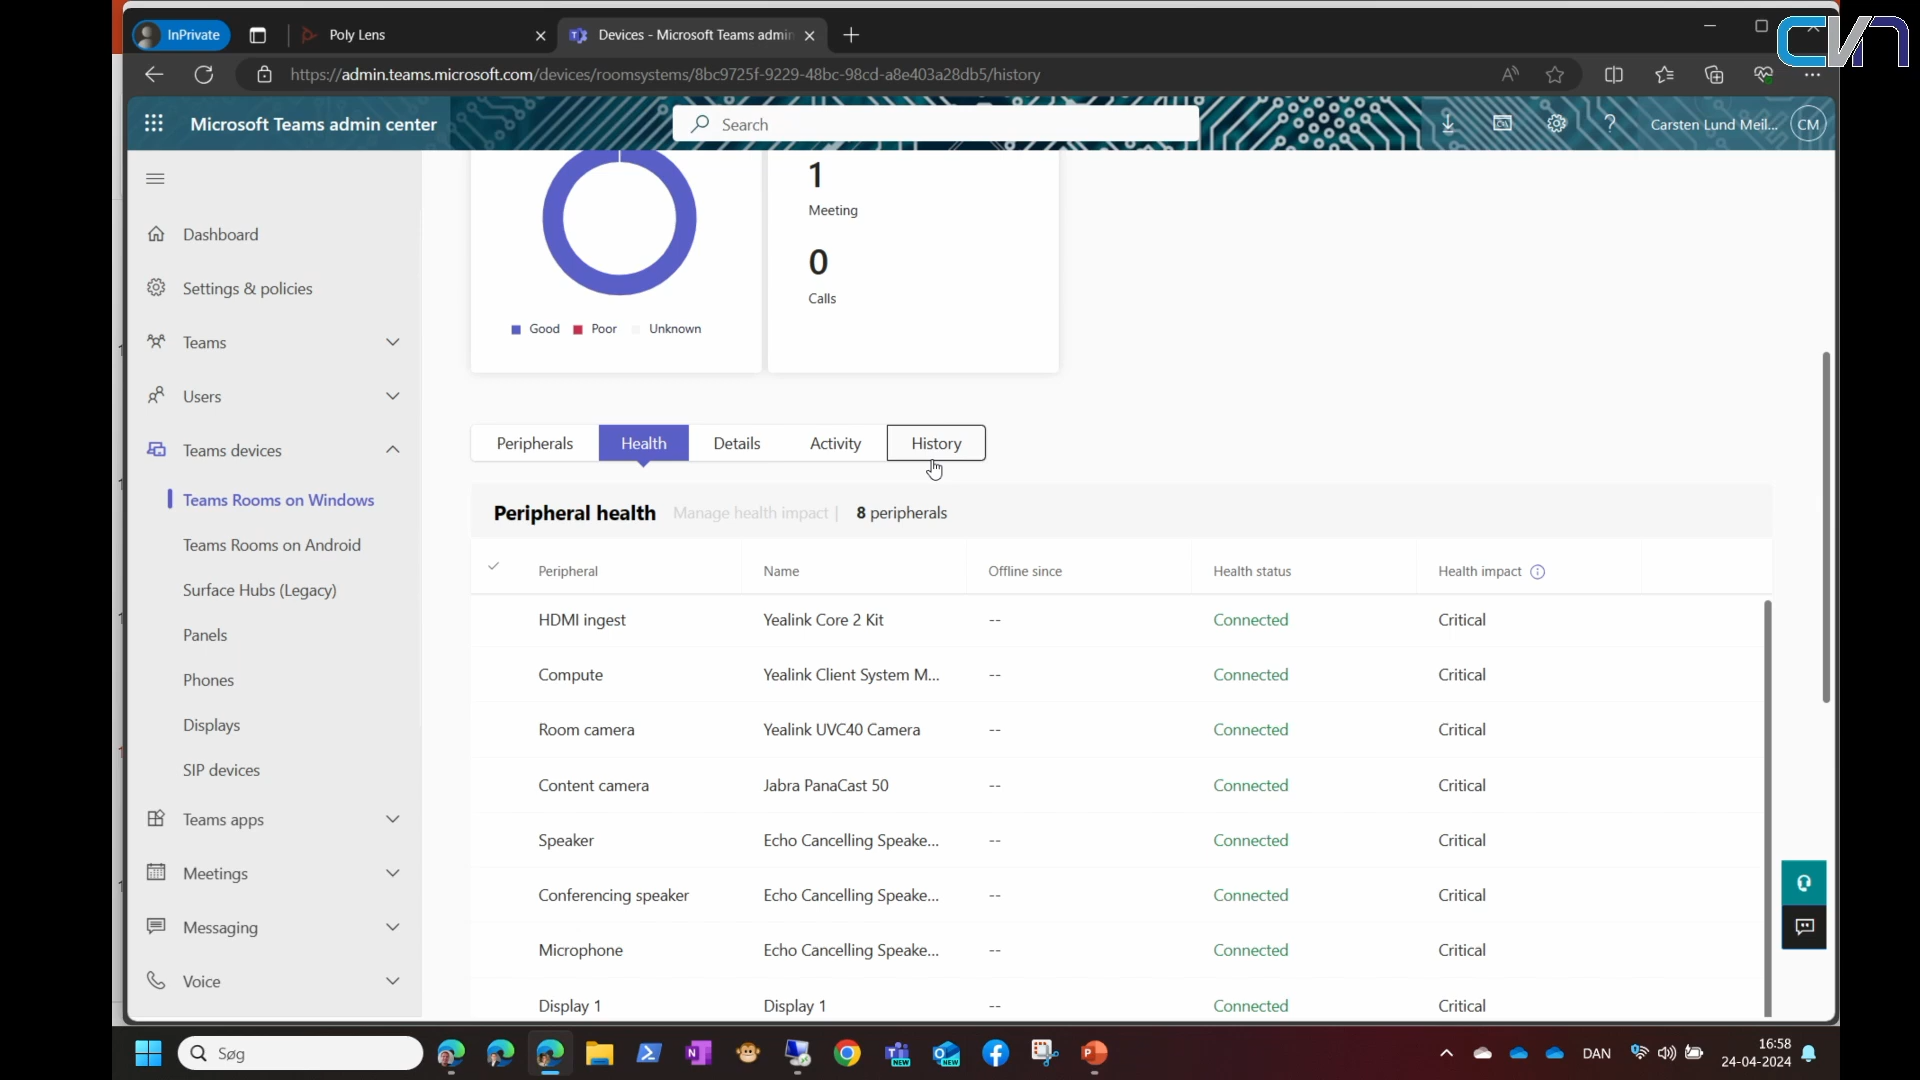 CVN
InPrivate
Poly Lens
Devices - Microsoft Teams admin
https://admin.teams.microsoft.com/devices/roomsystems/8bc9725f-9229-48bc-98cd-a8e403a28db5/history
Microsoft Teams admin center
Search
Carsten Lund Meil...
CM
Dashboard
Settings & policies
Teams
Users
Teams devices
Teams Rooms on Windows
Teams Rooms on Android
Surface Hubs (Legacy)
Panels
Phones
Displays
SIP devices
Teams apps
Meetings
Messaging
Voice
Good Poor Unknown
1
Meeting
0
Calls
Peripherals Health Details Activity History
Peripheral health Manage health impact | 8 peripherals
Peripheral Name Offline since Health status Health impact
HDMI ingest Yealink Core 2 Kit -- Connected Critical
Compute Yealink Client System M... -- Connected Critical
Room camera Yealink UVC40 Camera -- Connected Critical
Content camera Jabra PanaCast 50 -- Connected Critical
Speaker Echo Cancelling Speake... -- Connected Critical
Conferencing speaker Echo Cancelling Speake... -- Connected Critical
Microphone Echo Cancelling Speake... -- Connected Critical
Display 1 Display 1 -- Connected Critical
Søg
NEW
NEW
DAN
16:58
24-04-2024